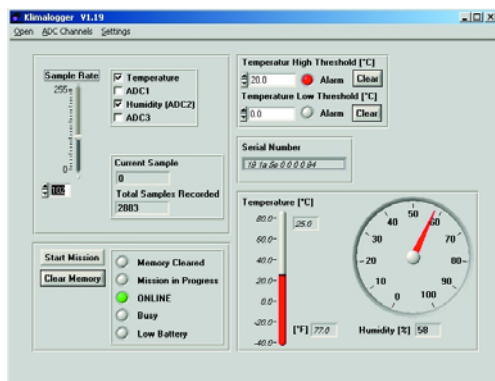 Klimalogger V1.19
Open ADC Channels Settings
Sample Rate
255
0
102
Temperature
ADC1
Humidity (ADC2)
ADC3
Current Sample
0
Total Samples Recorded
2883
Temperatur High Threshold [°C]
20.0 Alarm Clear
Temperature Low Threshold [°C]
0.0 Alarm Clear
Serial Number
Start Mission
Clear Memory
Memory Cleared
Mission in Progress
ONLINE
Busy
Low Battery
Temperature [°C]
80.0-
60.0-
40.0-
20.0-
0.0-
-20.0-
-40.0-
25.0
[°F] 77.0
0 10 20 30 40 50 60 70 80 90 100
Humidity [%] 58